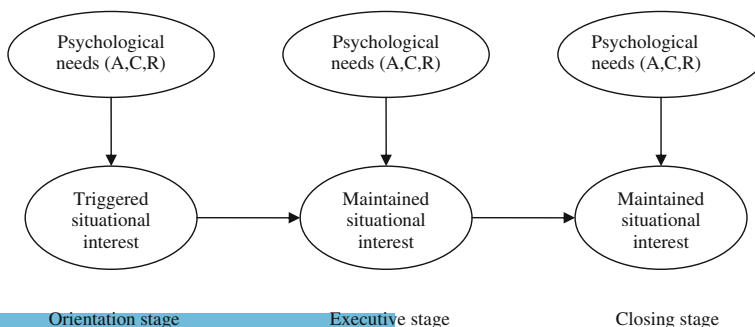 Psychological
needs (A,C,R)
Psychological
needs (A,C,R)
Psychological
needs (A,C,R)
Triggered
situational
interest
Maintained
situational
interest
Maintained
situational
interest
Orientation stage
Executive stage
Closing stage